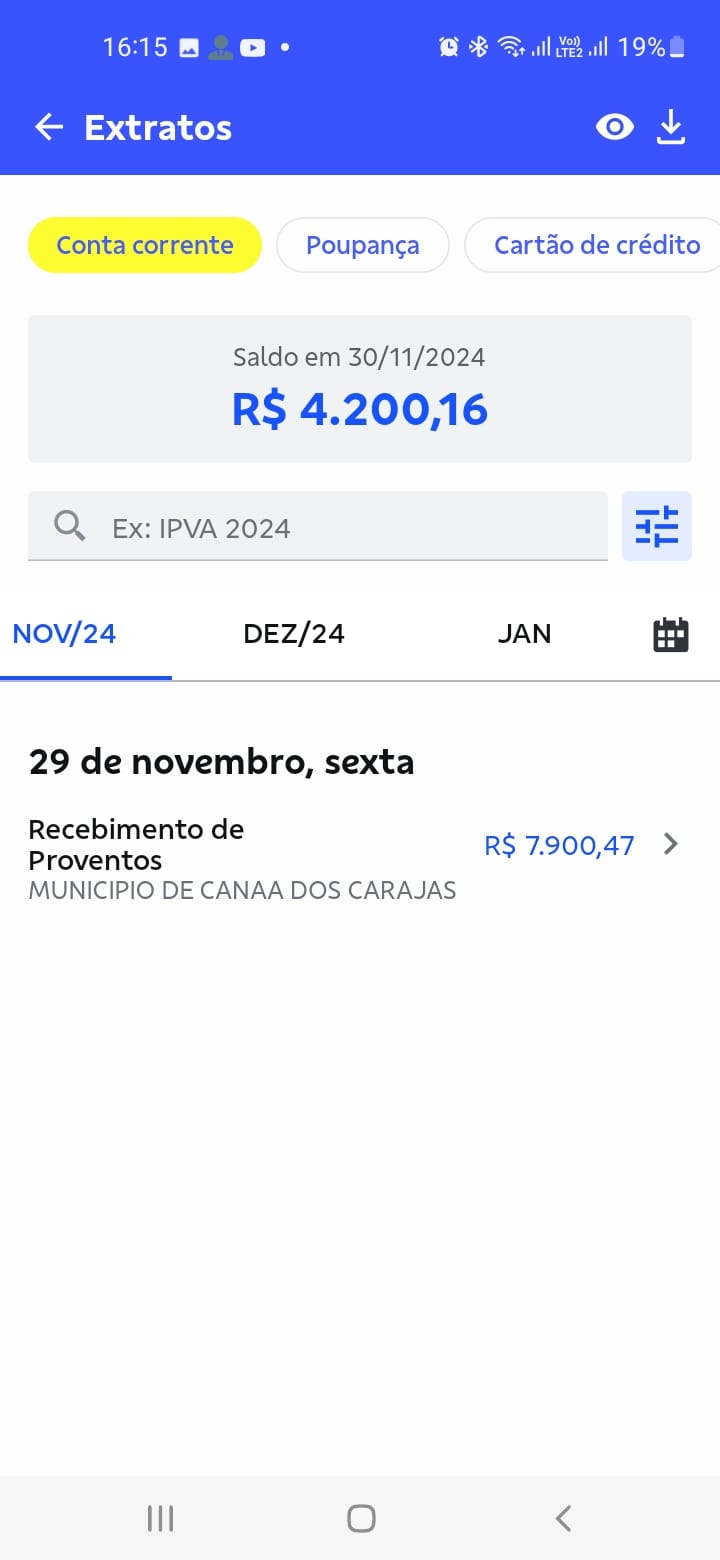 16:15
Vo)) LTE2 19%
Extratos
Conta corrente Poupança Cartão de crédito
Saldo em 30/11/2024
R$ 4.200,16
Ex: IPVA 2024
NOV/24 DEZ/24 JAN
29 de novembro, sexta
Recebimento de
Proventos
R$ 7.900,47
MUNICIPIO DE CANAA DOS CARAJAS